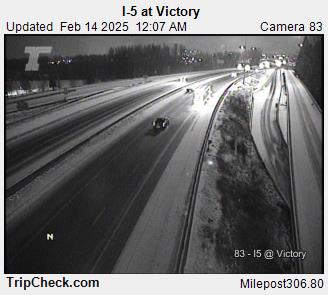 I-5 at Victory
Updated  Feb 14 2025  12:07 AM
Camera 83
T
N
83 - I5 @ Victory
TripCheck.com
Milepost306.80